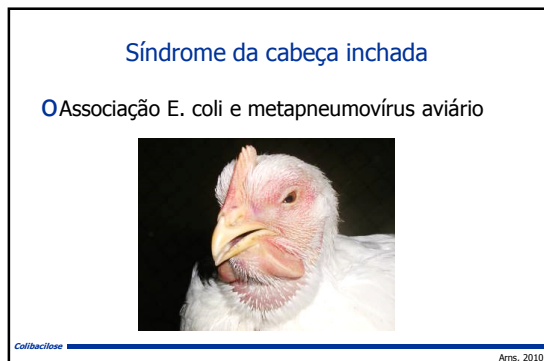 Síndrome da cabeça inchada
O Associação E. coli e metapneumovírus aviário
Colibacilose
Arns, 2010